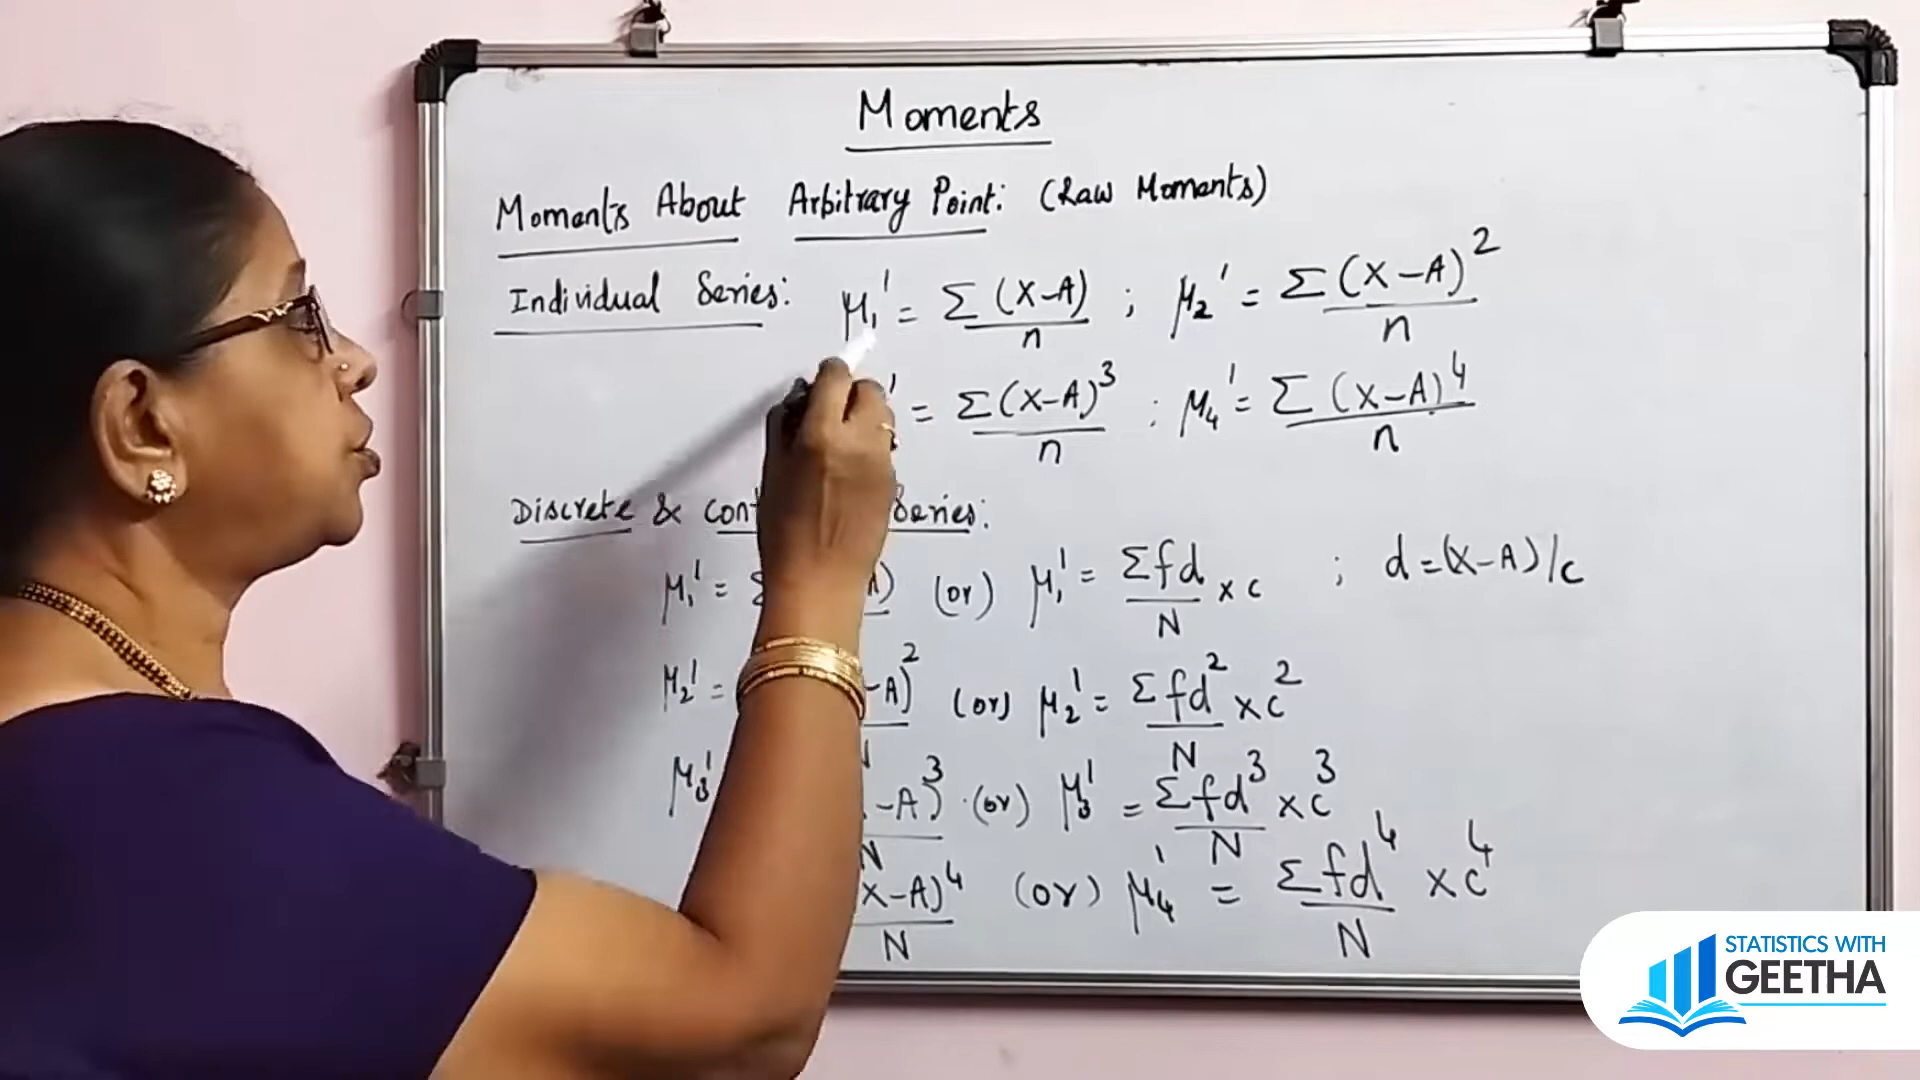 Moments
Moments About Arbitrary Point: (Raw Moments)
Individual Series: μ₁' = Σ(X-A)/n ; μ₂' = Σ(X-A)²/n
' = Σ(X-A)³/n ; μ₄' = Σ(X-A)⁴/n
Discrete & Series:
μ₁' = Σ A) (or) μ₁' = Σfd/N × c ; d=(X-A)/c
μ₂' = -A)² (or) μ₂' = Σfd²/N × c²
μ₃' -A)³/N (or) μ₃' = Σfd³/N × c³
X-A)⁴/N (or) μ₄' = Σfd⁴/N × c⁴
STATISTICS WITH
GEETHA